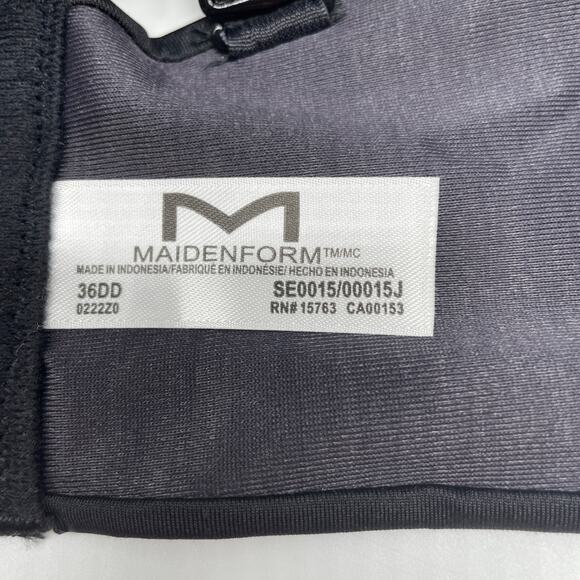 M
MAIDENFORM™/MC
MADE IN INDONESIA/FABRIQUÉ EN INDONÉSIE/ HECHO EN INDONESIA
36DD SE0015/00015J
0222Z0 RN# 15763 CA00153